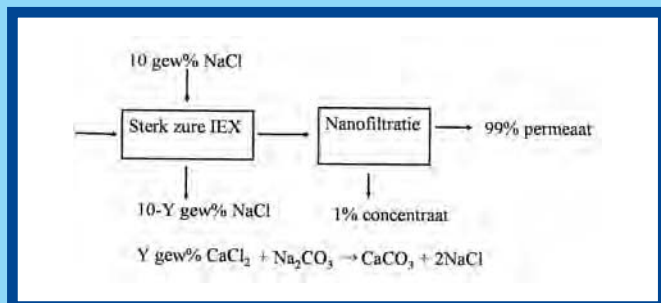 10 gew% NaCl
Sterk zure IEX
Nanofiltratie
99% permeaat
10-Y gew% NaCl
1% concentraat
Y gew% CaCl₂ + Na₂CO₃ → CaCO₃ + 2NaCl